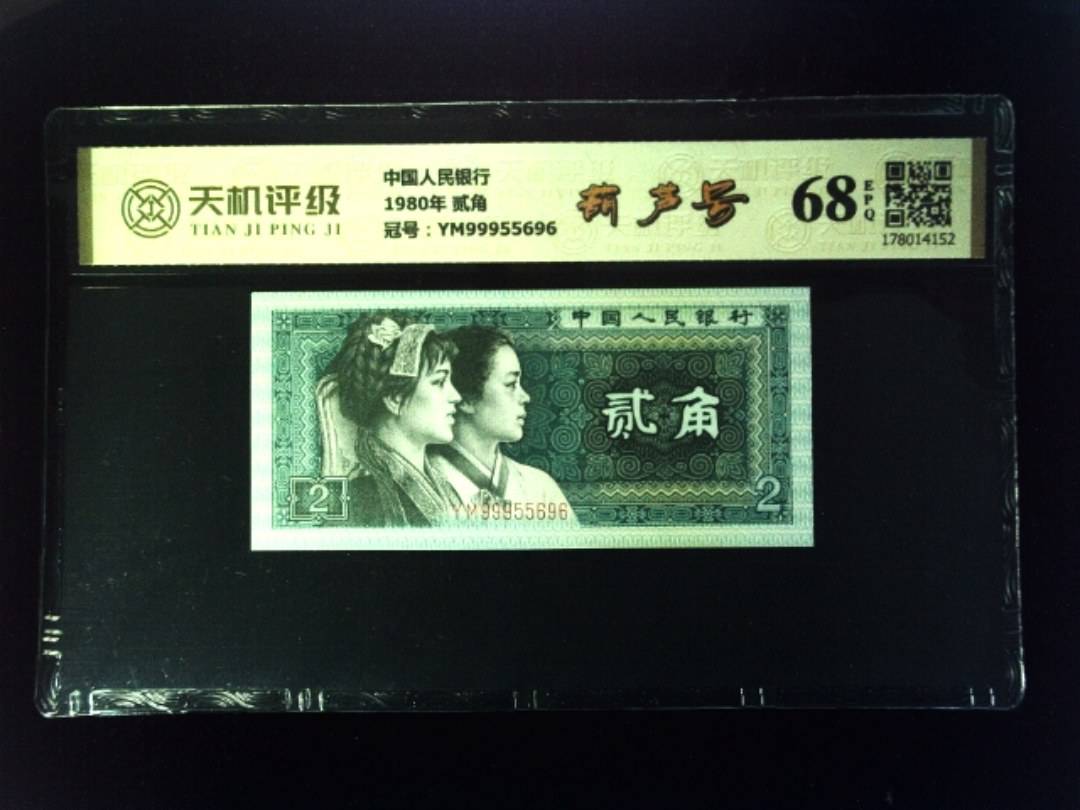 天机评级
TIAN JI PING JI
中国人民银行
1980年 贰角
冠号：YM99955696
葫芦号
68
EPQ
178014152
中国人民银行
贰角
2
2
YM99955696